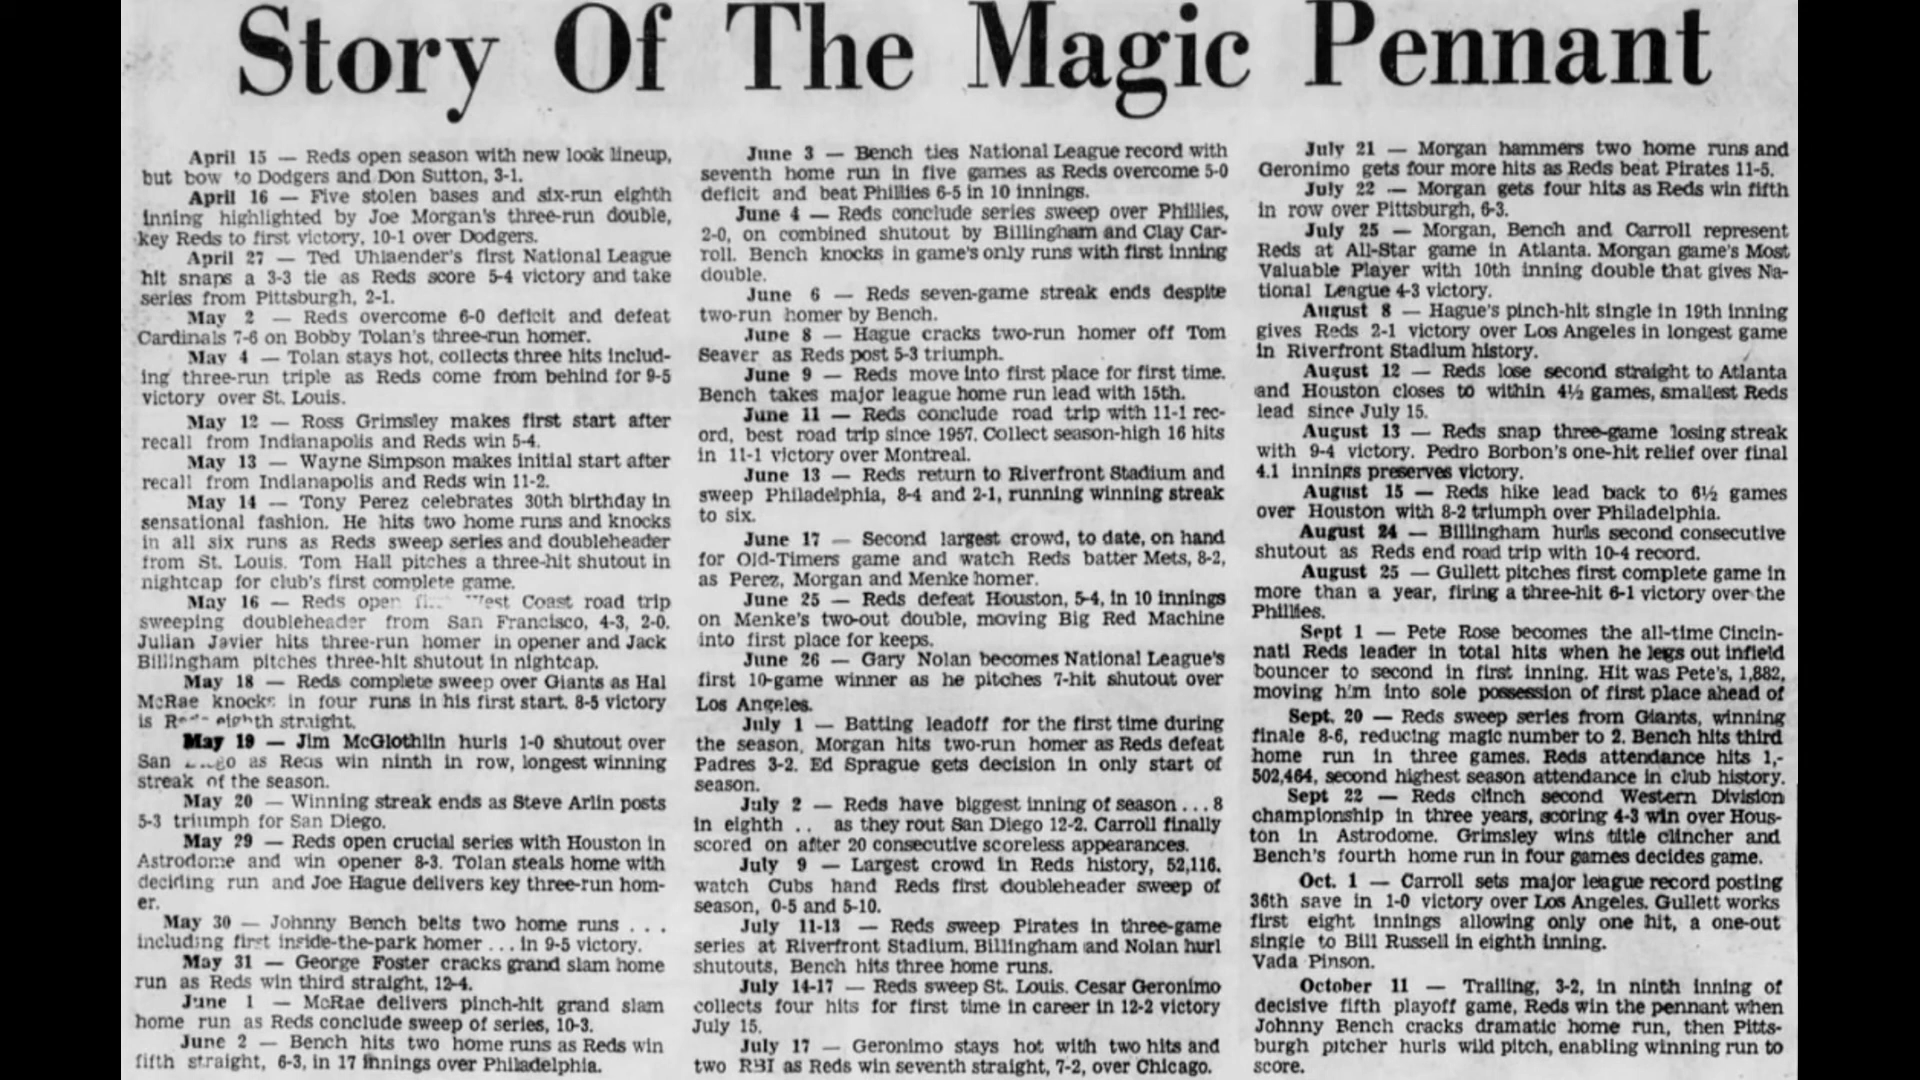 Story Of The Magic Pennant
April 15 — Reds open season with new look lineup,
but bow to Dodgers and Don Sutton, 3-1.
April 16 — Five stolen bases and six-run eighth
inning highlighted by Joe Morgan's three-run double,
key Reds to first victory, 10-1 over Dodgers.
April 27 — Ted Uhlaender's first National League
hit snaps a 3-3 tie as Reds score 5-4 victory and take
series from Pittsburgh, 2-1.
May 2 — Reds overcome 6-0 deficit and defeat
Cardinals 7-6 on Bobby Tolan's three-run homer.
May 4 — Tolan stays hot, collects three hits includ-
ing three-run triple as Reds come from behind for 9-5
victory over St. Louis.
May 12 — Ross Grimsley makes first start after
recall from Indianapolis and Reds win 5-4.
May 13 — Wayne Simpson makes initial start after
recall from Indianapolis and Reds win 11-2.
May 14 — Tony Perez celebrates 30th birthday in
sensational fashion. He hits two home runs and knocks
in all six runs as Reds sweep series and doubleheader
from St. Louis. Tom Hall pitches a three-hit shutout in
nightcap for club's first complete game.
May 16 — Reds open West Coast road trip
sweeping doubleheader from San Francisco, 4-3, 2-0.
Julian Javier hits three-run homer in opener and Jack
Billingham pitches three-hit shutout in nightcap.
May 18 — Reds complete sweep over Giants as Hal
McRae knocks in four runs in his first start. 8-5 victory
is eighth straight.
May 19 — Jim McGlothlin hurls 1-0 shutout over
San as Reds win ninth in row, longest winning
streak of the season.
May 20 — Winning streak ends as Steve Arlin posts
5-3 triumph for San Diego.
May 29 — Reds open crucial series with Houston in
Astrodome and win opener 8-3. Tolan steals home with
deciding run and Joe Hague delivers key three-run hom-
er.
May 30 — Johnny Bench belts two home runs . . .
including first inside-the-park homer . . . in 9-5 victory.
May 31 — George Foster cracks grand slam home
run as Reds win third straight, 12-4.
June 1 — McRae delivers pinch-hit grand slam
home run as Reds conclude sweep of series, 10-3.
June 2 — Bench hits two home runs as Reds win
fifth straight, 6-3, in 17 innings over Philadelphia.
June 3 — Bench ties National League record with
seventh home run in five games as Reds overcome 5-0
deficit and beat Phillies 6-5 in 10 innings.
June 4 — Reds conclude series sweep over Phillies,
2-0, on combined shutout by Billingham and Clay Car-
roll. Bench knocks in game's only runs with first inning
double.
June 6 — Reds seven-game streak ends despite
two-run homer by Bench.
June 8 — Hague cracks two-run homer off Tom
Seaver as Reds post 5-3 triumph.
June 9 — Reds move into first place for first time.
Bench takes major league home run lead with 15th.
June 11 — Reds conclude road trip with 11-1 rec-
ord, best road trip since 1957. Collect season-high 16 hits
in 11-1 victory over Montreal.
June 13 — Reds return to Riverfront Stadium and
sweep Philadelphia, 8-4 and 2-1, running winning streak
to six.
June 17 — Second largest crowd, to date, on hand
for Old-Timers game and watch Reds batter Mets, 8-2,
as Perez, Morgan and Menke homer.
June 25 — Reds defeat Houston, 5-4, in 10 innings
on Menke's two-out double, moving Big Red Machine
into first place for keeps.
June 26 — Gary Nolan becomes National League's
first 10-game winner as he pitches 7-hit shutout over
Los Angeles.
July 1 — Batting leadoff for the first time during
the season, Morgan hits two-run homer as Reds defeat
Padres 3-2. Ed Sprague gets decision in only start of
season.
July 2 — Reds have biggest inning of season . . . 8
in eighth . . as they rout San Diego 12-2. Carroll finally
scored on after 20 consecutive scoreless appearances.
July 9 — Largest crowd in Reds history, 52,116,
watch Cubs hand Reds first doubleheader sweep of
season, 0-5 and 5-10.
July 11-13 — Reds sweep Pirates in three-game
series at Riverfront Stadium. Billingham and Nolan hurl
shutouts, Bench hits three home runs.
July 14-17 — Reds sweep St. Louis. Cesar Geronimo
collects four hits for first time in career in 12-2 victory
July 15.
July 17 — Geronimo stays hot with two hits and
two RBI as Reds win seventh straight, 7-2, over Chicago.
July 21 — Morgan hammers two home runs and
Geronimo gets four more hits as Reds beat Pirates 11-5.
July 22 — Morgan gets four hits as Reds win fifth
in row over Pittsburgh, 6-3.
July 25 — Morgan, Bench and Carroll represent
Reds at All-Star game in Atlanta. Morgan game's Most
Valuable Player with 10th inning double that gives Na-
tional League 4-3 victory.
August 8 — Hague's pinch-hit single in 19th inning
gives Reds 2-1 victory over Los Angeles in longest game
in Riverfront Stadium history.
August 12 — Reds lose second straight to Atlanta
and Houston closes to within 4½ games, smallest Reds
lead since July 15.
August 13 — Reds snap three-game losing streak
with 9-4 victory. Pedro Borbon's one-hit relief over final
4.1 innings preserves victory.
August 15 — Reds hike lead back to 6½ games
over Houston with 8-2 triumph over Philadelphia.
August 24 — Billingham hurls second consecutive
shutout as Reds end road trip with 10-4 record.
August 25 — Gullett pitches first complete game in
more than a year, firing a three-hit 6-1 victory over the
Phillies.
Sept 1 — Pete Rose becomes the all-time Cincin-
nati Reds leader in total hits when he legs out infield
bouncer to second in first inning. Hit was Pete's, 1,882,
moving him into sole possession of first place ahead of
Sept. 20 — Reds sweep series from Giants, winning
finale 8-6, reducing magic number to 2. Bench hits third
home run in three games. Reds attendance hits 1,-
502,464, second highest season attendance in club history.
Sept 22 — Reds clinch second Western Division
championship in three years, scoring 4-3 win over Hous-
ton in Astrodome. Grimsley wins title clincher and
Bench's fourth home run in four games decides game.
Oct. 1 — Carroll sets major league record posting
36th save in 1-0 victory over Los Angeles. Gullett works
first eight innings allowing only one hit, a one-out
single to Bill Russell in eighth inning.
Vada Pinson.
October 11 — Trailing, 3-2, in ninth inning of
decisive fifth playoff game, Reds win the pennant when
Johnny Bench cracks dramatic home run, then Pitts-
burgh pitcher hurls wild pitch, enabling winning run to
score.